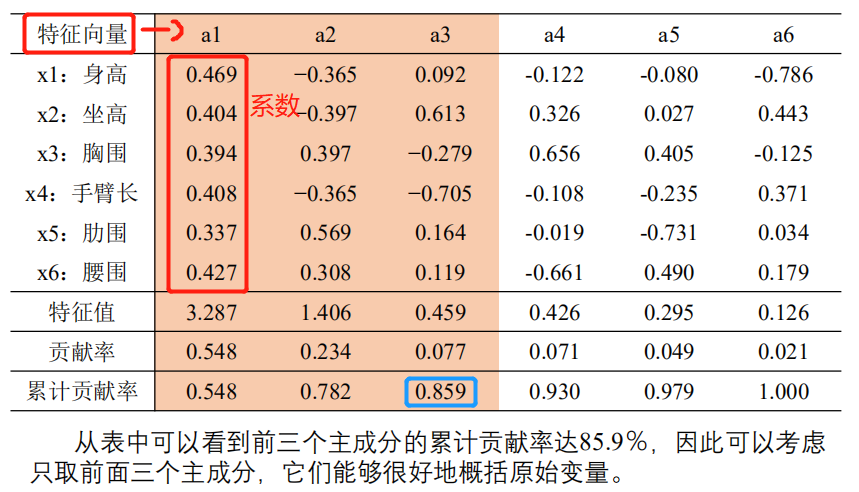 特征向量 a1 a2 a3 a4 a5 a6
x1：身高 0.469 −0.365 0.092 -0.122 -0.080 -0.786
x2：坐高 0.404 系数 −0.397 0.613 0.326 0.027 0.443
x3：胸围 0.394 0.397 −0.279 0.656 0.405 -0.125
x4：手臂长 0.408 −0.365 −0.705 -0.108 -0.235 0.371
x5：肋围 0.337 0.569 0.164 -0.019 -0.731 0.034
x6：腰围 0.427 0.308 0.119 -0.661 0.490 0.179
特征值 3.287 1.406 0.459 0.426 0.295 0.126
贡献率 0.548 0.234 0.077 0.071 0.049 0.021
累计贡献率 0.548 0.782 0.859 0.930 0.979 1.000
从表中可以看到前三个主成分的累计贡献率达85.9%，因此可以考虑
只取前面三个主成分，它们能够很好地概括原始变量。